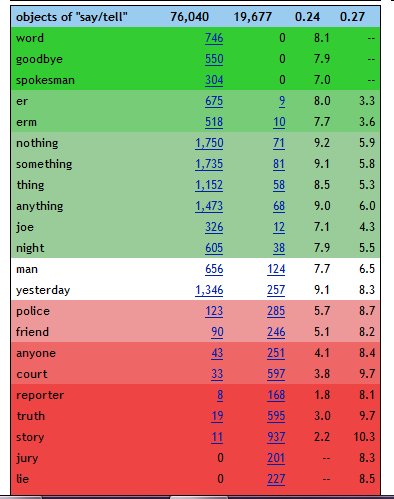 objects of "say/tell" 76,040 19,677 0.24 0.27
word 746 0 8.1 --
goodbye 550 0 7.9 --
spokesman 304 0 7.0 --
er 675 9 8.0 3.3
erm 518 10 7.7 3.6
nothing 1,750 71 9.2 5.9
something 1,735 81 9.1 5.8
thing 1,152 58 8.5 5.3
anything 1,473 68 9.0 6.0
joe 326 12 7.1 4.3
night 605 38 7.9 5.5
man 656 124 7.7 6.5
yesterday 1,346 257 9.1 8.3
police 123 285 5.7 8.7
friend 90 246 5.1 8.2
anyone 43 251 4.1 8.4
court 33 597 3.8 9.7
reporter 8 168 1.8 8.1
truth 19 595 3.0 9.7
story 11 937 2.2 10.3
jury 0 201 -- 8.3
lie 0 227 -- 8.5